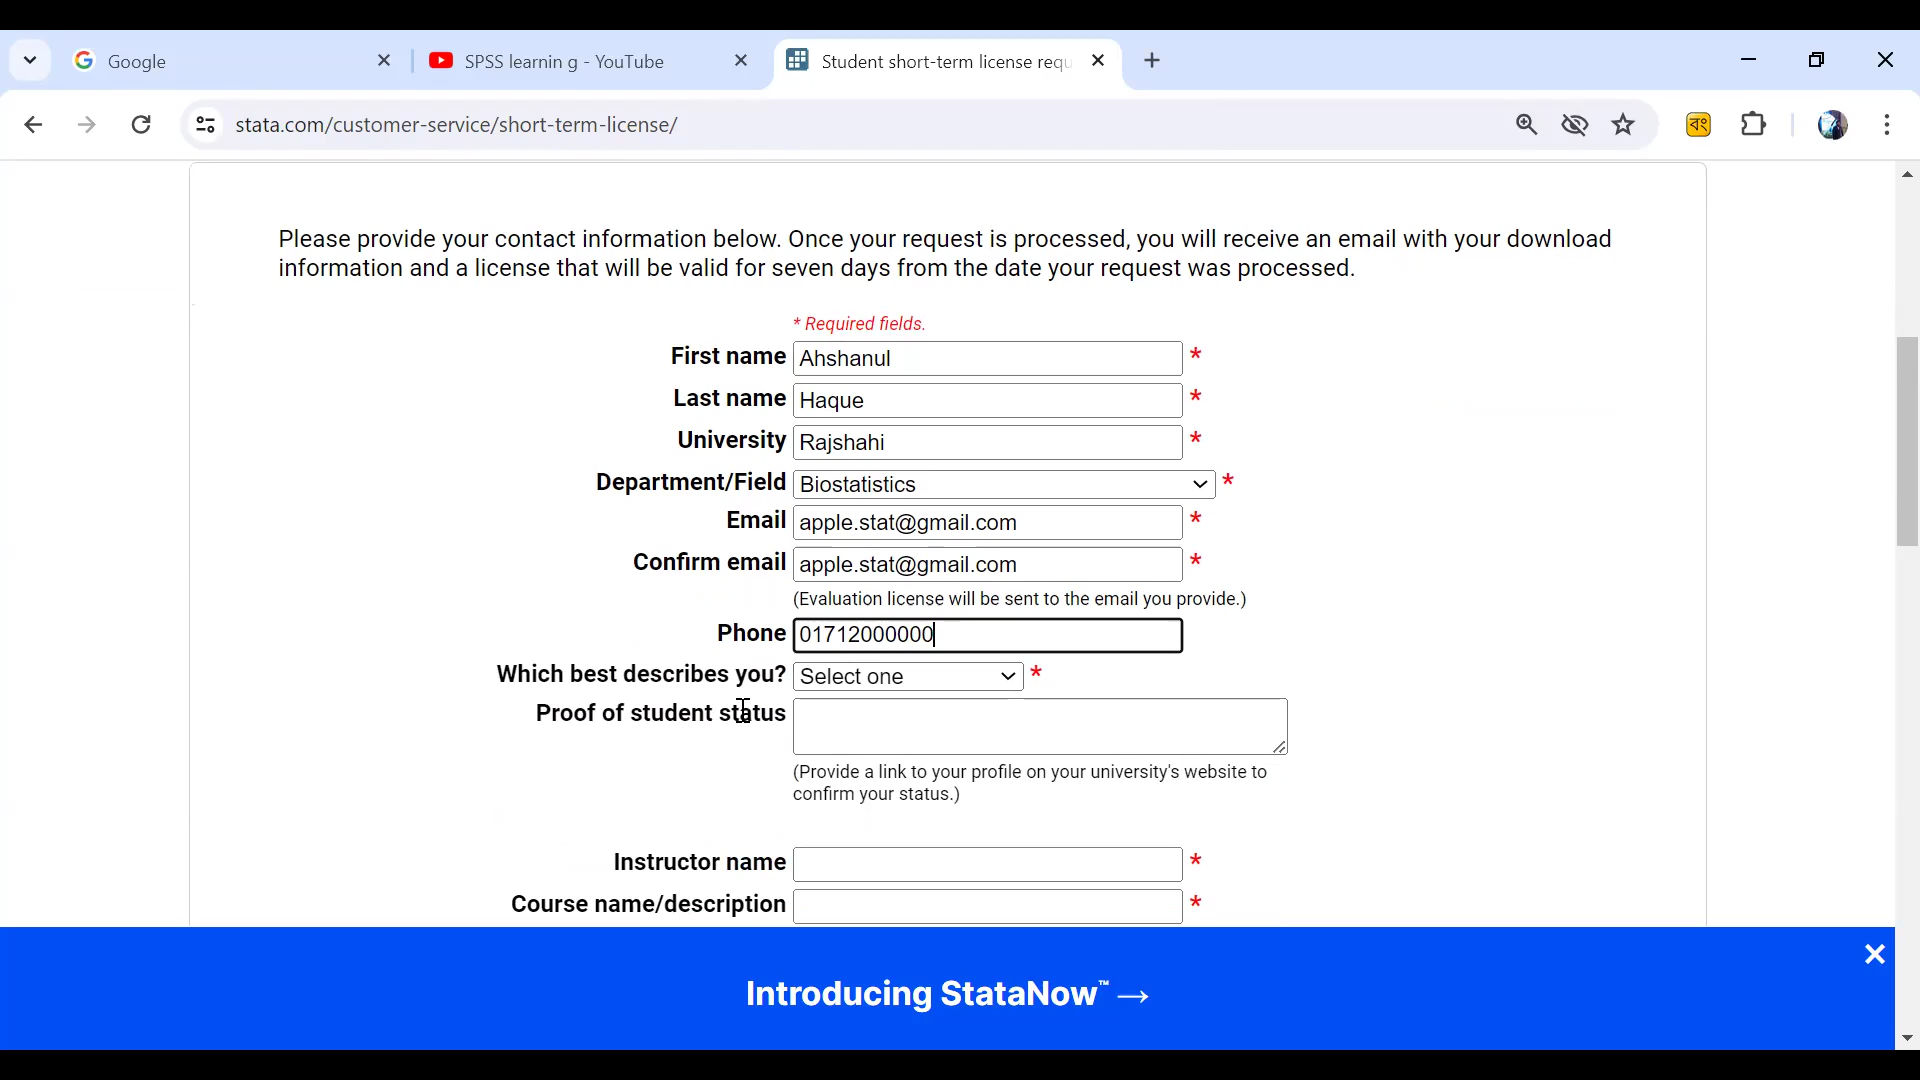 Google
SPSS learnin g - YouTube
Student short-term license requ
stata.com/customer-service/short-term-license/
বং
Please provide your contact information below. Once your request is processed, you will receive an email with your download
information and a license that will be valid for seven days from the date your request was processed.
* Required fields.
First name Ahshanul *
Last name Haque *
University Rajshahi *
Department/Field Biostatistics *
Email apple.stat@gmail.com *
Confirm email apple.stat@gmail.com *
(Evaluation license will be sent to the email you provide.)
Phone 01712000000
Which best describes you? Select one *
Proof of student status
(Provide a link to your profile on your university's website to
confirm your status.)
Instructor name *
Course name/description *
Introducing StataNow™ →